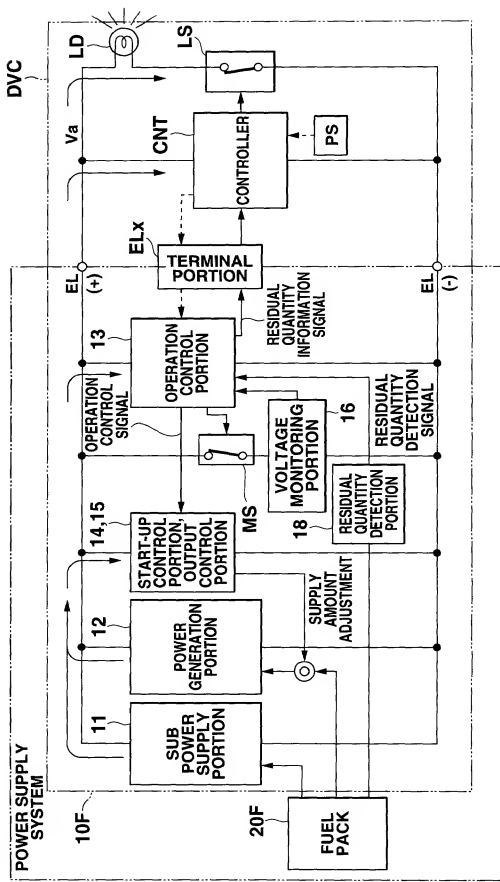 POWER SUPPLY
SYSTEM
10F
20F
FUEL
PACK
11
SUB
POWER
SUPPLY
PORTION
12
POWER
GENERATION
PORTION
14,15
START-UP
CONTROL
PORTION,
OUTPUT
CONTROL
PORTION
SUPPLY
AMOUNT
ADJUSTMENT
OPERATION
CONTROL
SIGNAL
13
OPERATION
CONTROL
PORTION
MS
VOLTAGE
MONITORING
PORTION
16
18
RESIDUAL
QUANTITY
DETECTION
PORTION
RESIDUAL
QUANTITY
DETECTION
SIGNAL
RESIDUAL
QUANTITY
INFORMATION
SIGNAL
EL
(+)
EL
(-)
ELx
TERMINAL
PORTION
DVC
Va
CNT
CONTROLLER
PS
LD
LS